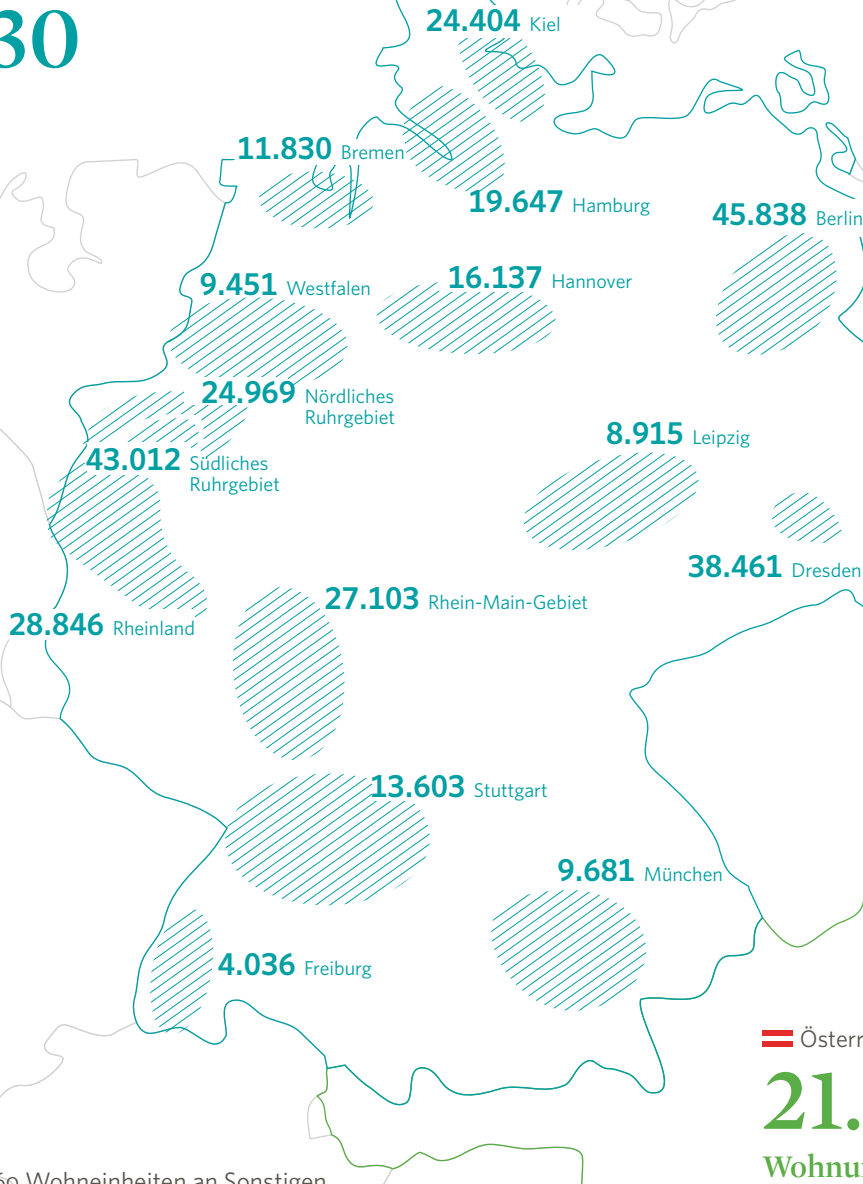 30
24.404 Kiel
11.830 Bremen
19.647 Hamburg
45.838 Berlin
9.451 Westfalen
16.137 Hannover
24.969 Nördliches
Ruhrgebiet
8.915 Leipzig
43.012 Südliches
Ruhrgebiet
38.461 Dresden
27.103 Rhein-Main-Gebiet
28.846 Rheinland
13.603 Stuttgart
9.681 München
4.036 Freiburg
Österr
21.
Wohnu
Wohneinheiten an Sonstigen